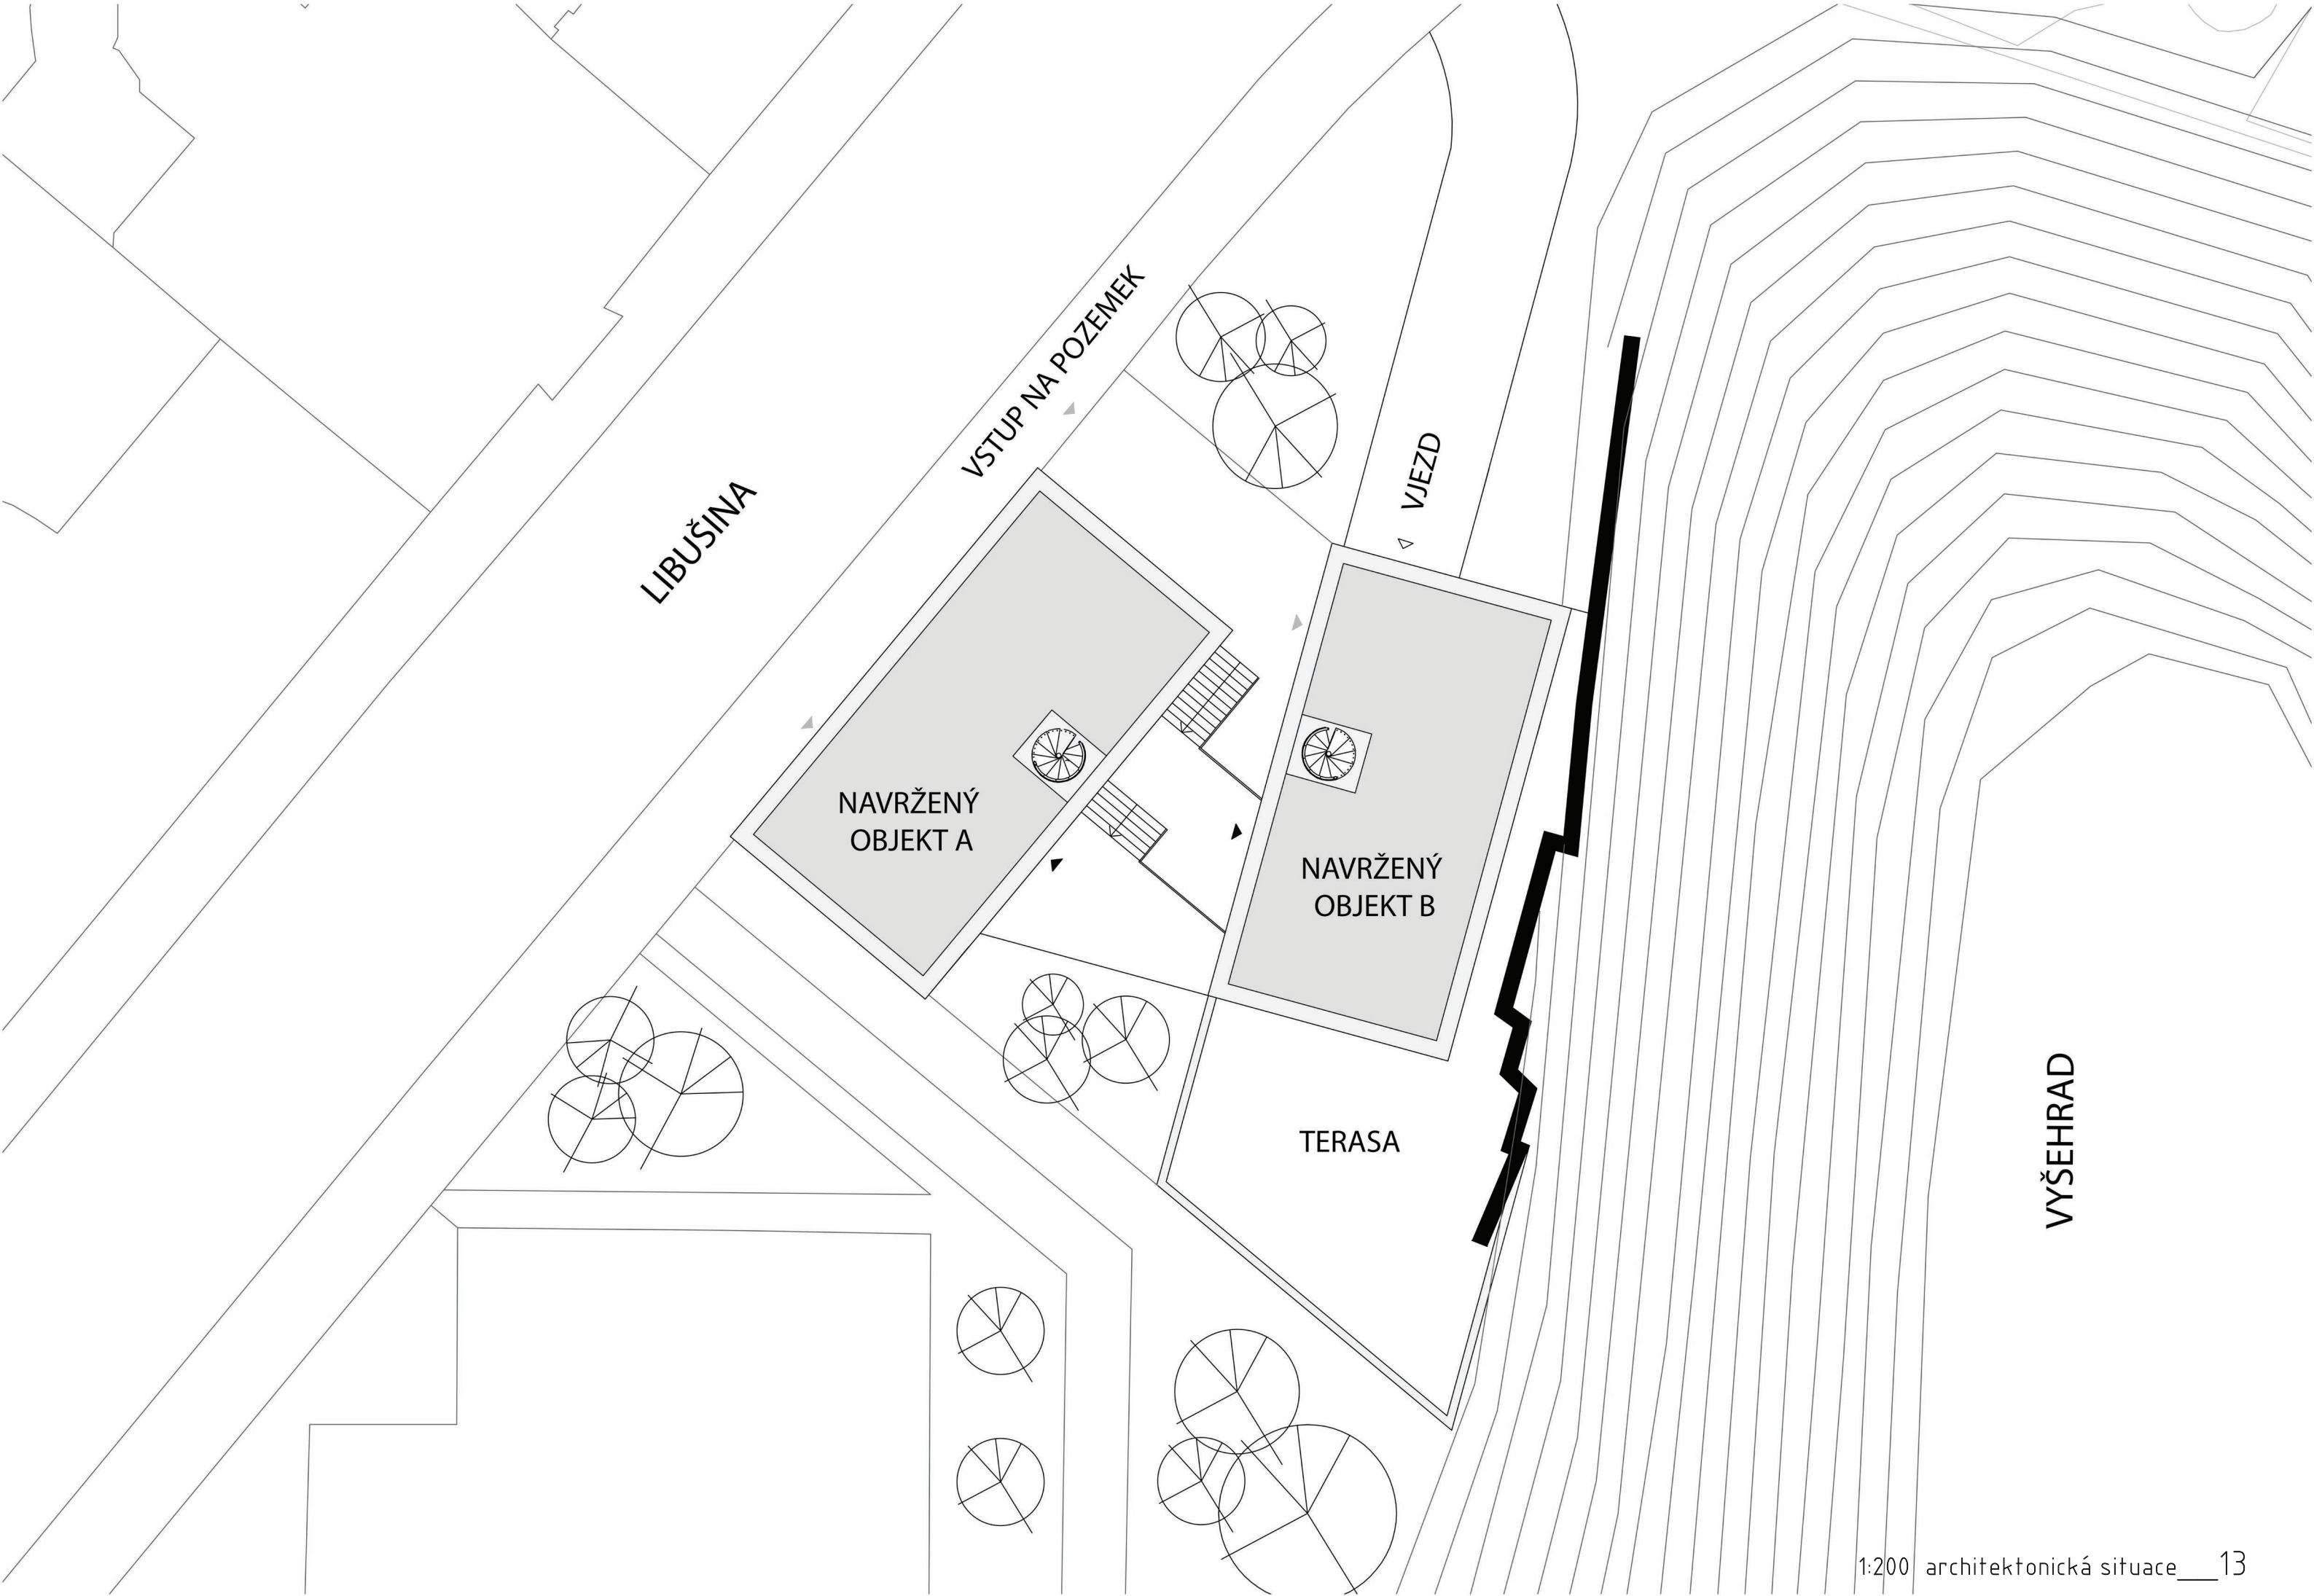 VSTUP NA POZEMEK
LIBUŠINA
VJEZD
NAVRŽENÝ
OBJEKT A
NAVRŽENÝ
OBJEKT B
TERASA
VYŠEHRAD
1:200 architektonická situace___13